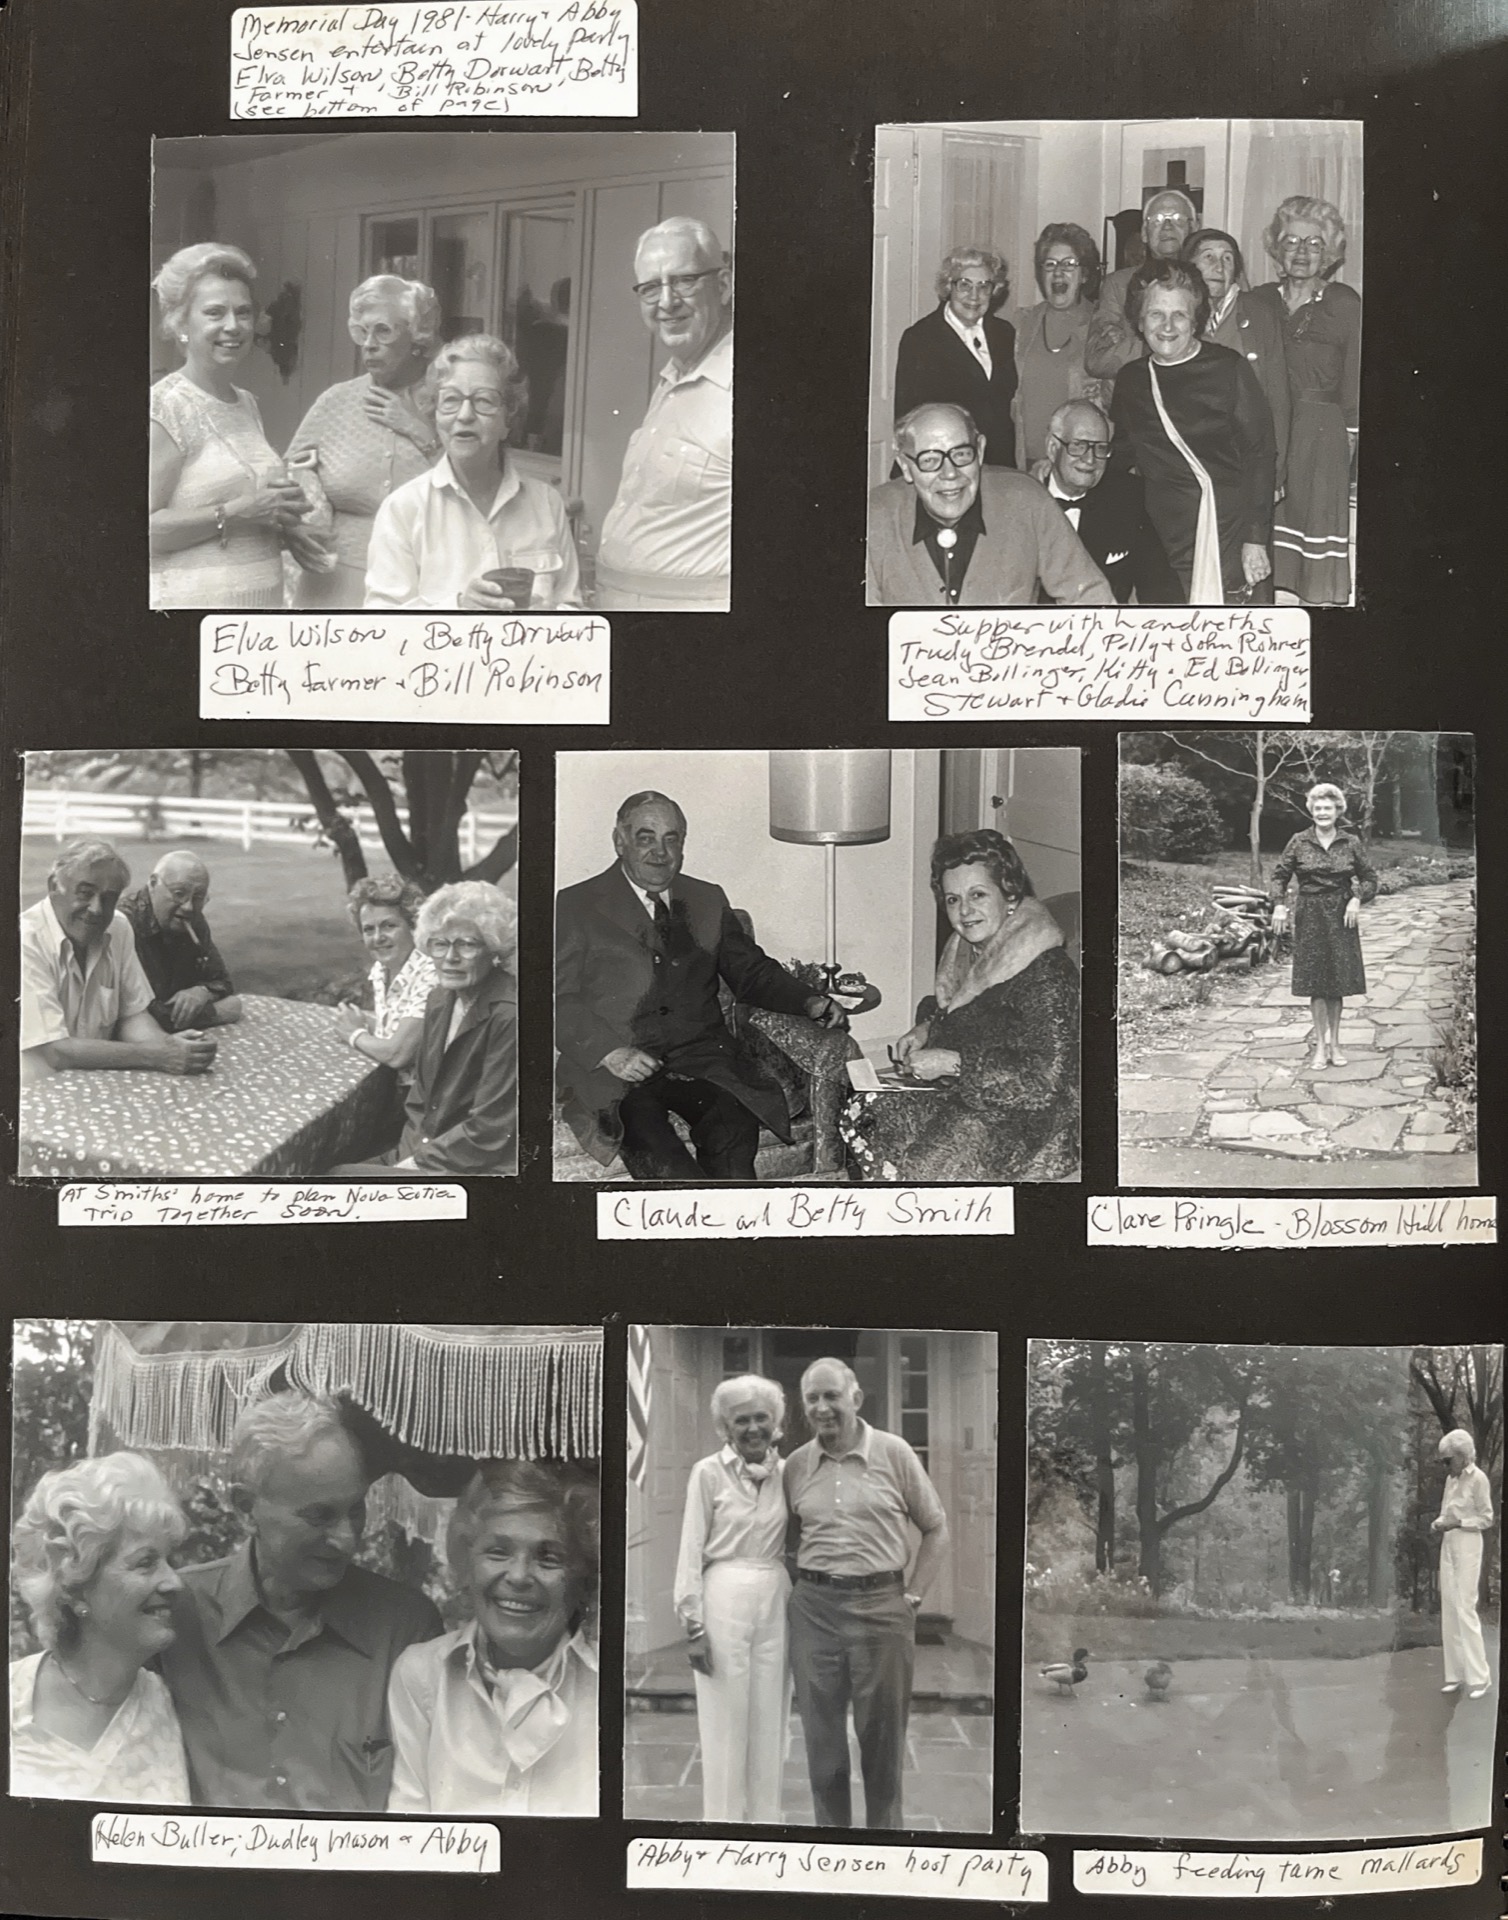 Memorial Day 1981 - Harry + Abby
Jensen entertain at lovely party.
Elva Wilson, Betty Dorwart, Betty
Farmer + Bill Robinson
(see bottom of page)
Elva Wilson, Betty Dorwart
Betty Farmer + Bill Robinson
Supper with Landreths
Trudy Brendel, Polly + John Rohrer,
Jean Bollinger, Kitty + Ed Bollinger,
Stewart + Gladie Cunningham
At Smiths' home to plan Nova Scotia
Trip Together Soon.
Claude and Betty Smith
Clare Pringle - Blossom Hill home
Helen Buller; Dudley Mason + Abby
Abby + Harry Jensen host party
Abby feeding tame mallards.